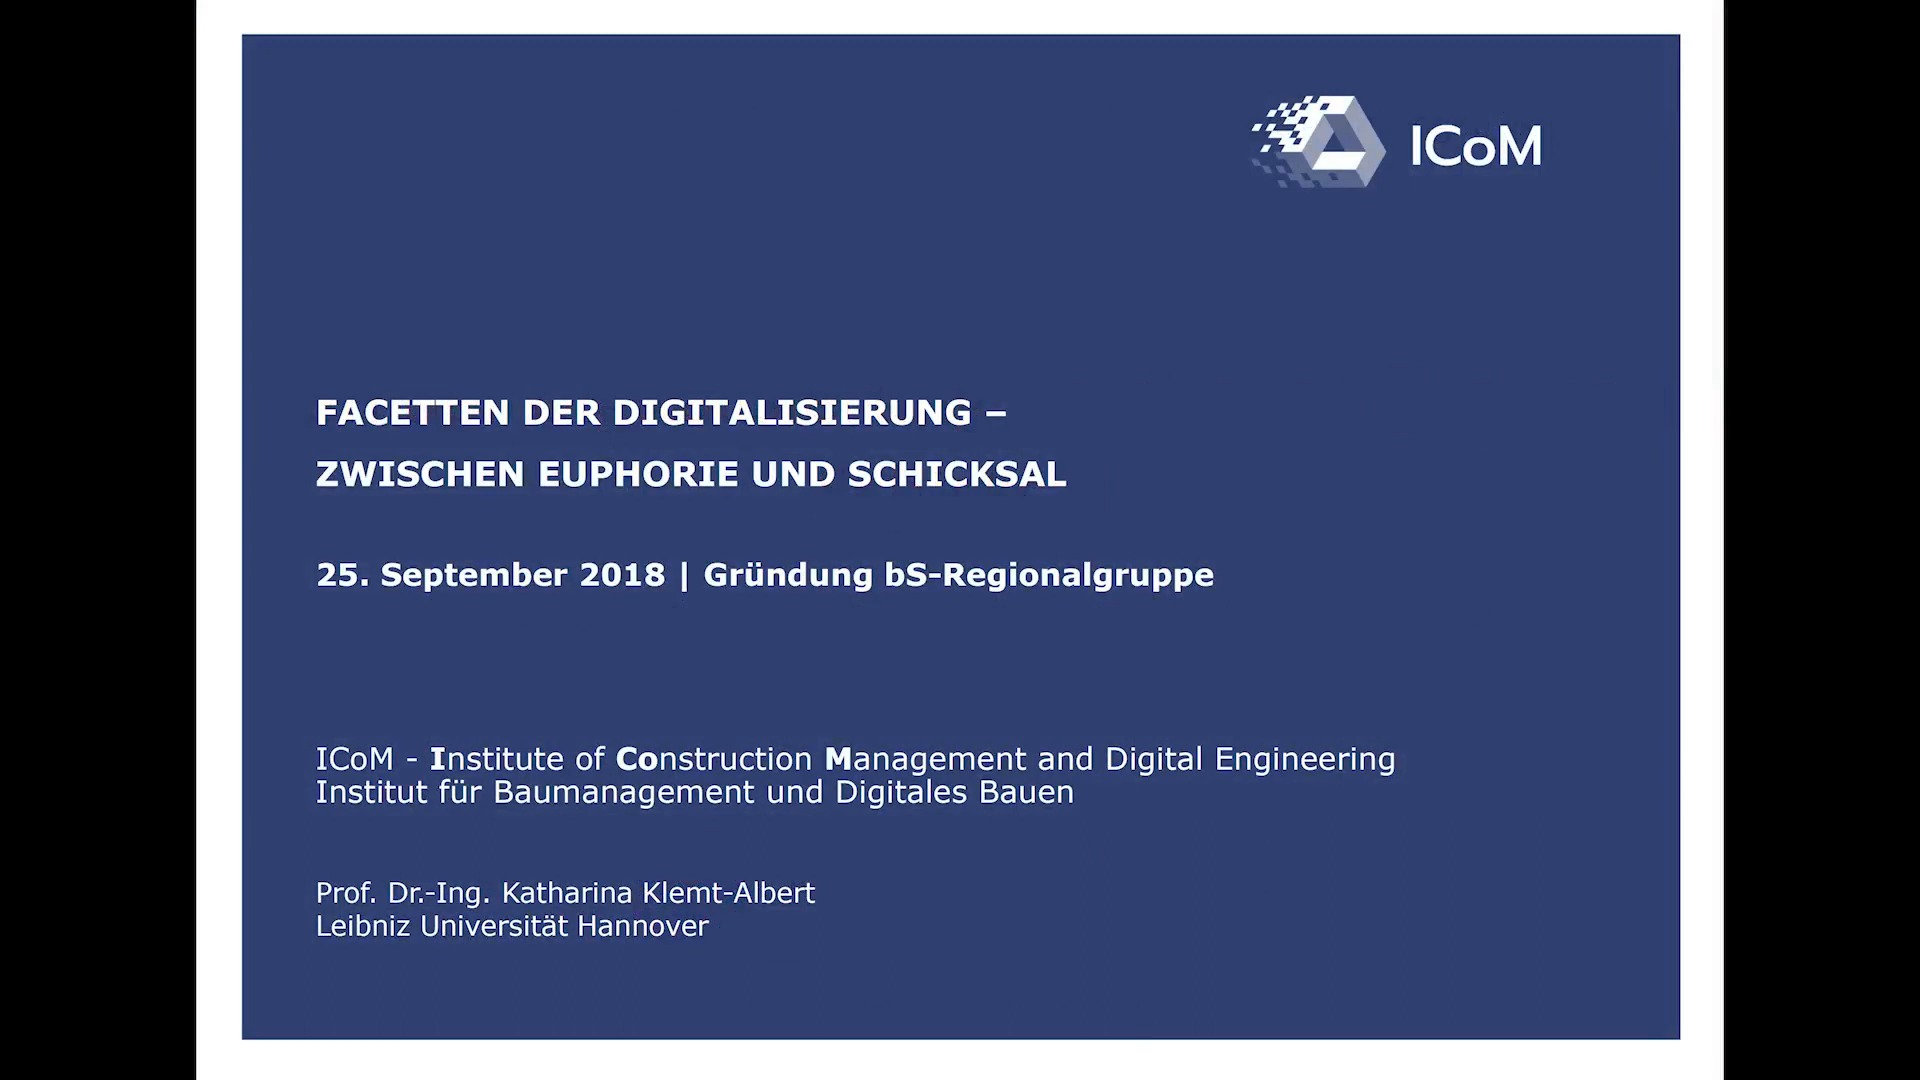 ICoM
FACETTEN DER DIGITALISIERUNG –
ZWISCHEN EUPHORIE UND SCHICKSAL
25. September 2018 | Gründung bS-Regionalgruppe
ICoM - Institute of Construction Management and Digital Engineering
Institut für Baumanagement und Digitales Bauen
Prof. Dr.-Ing. Katharina Klemt-Albert
Leibniz Universität Hannover